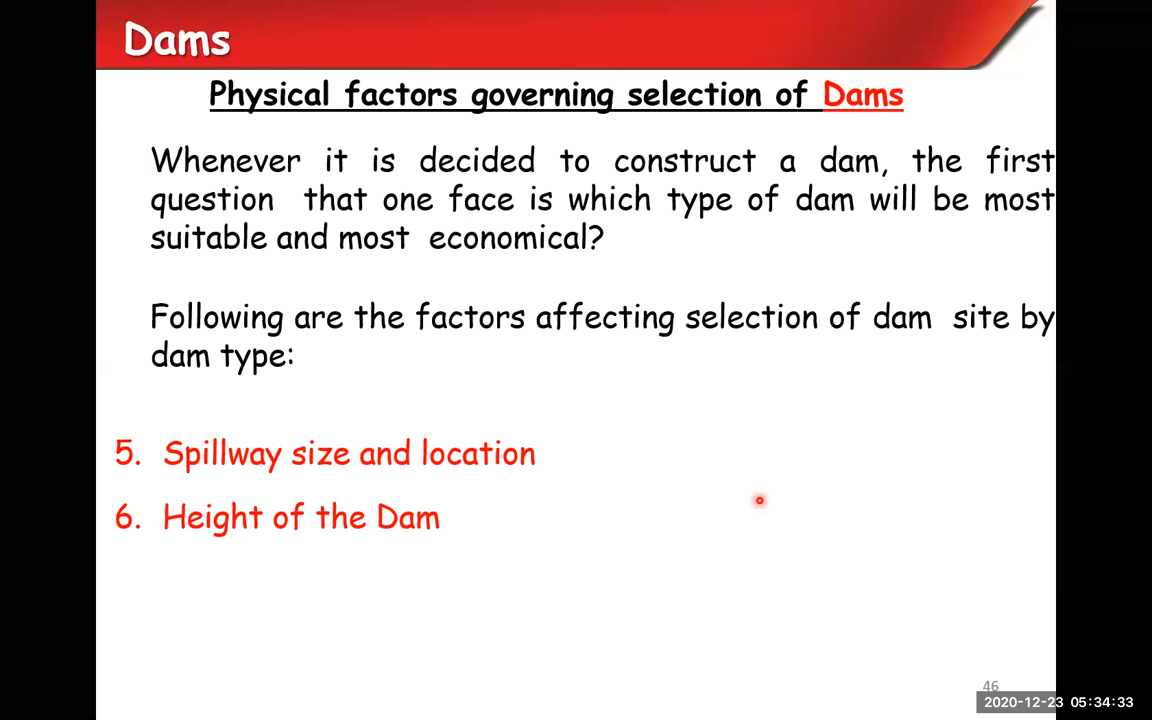 Dams
Physical factors governing selection of Dams
Whenever it is decided to construct a dam, the first
question that one face is which type of dam will be most
suitable and most economical?
Following are the factors affecting selection of dam site by
dam type:
5. Spillway size and location
6. Height of the Dam
46
2020-12-23 05:34:33